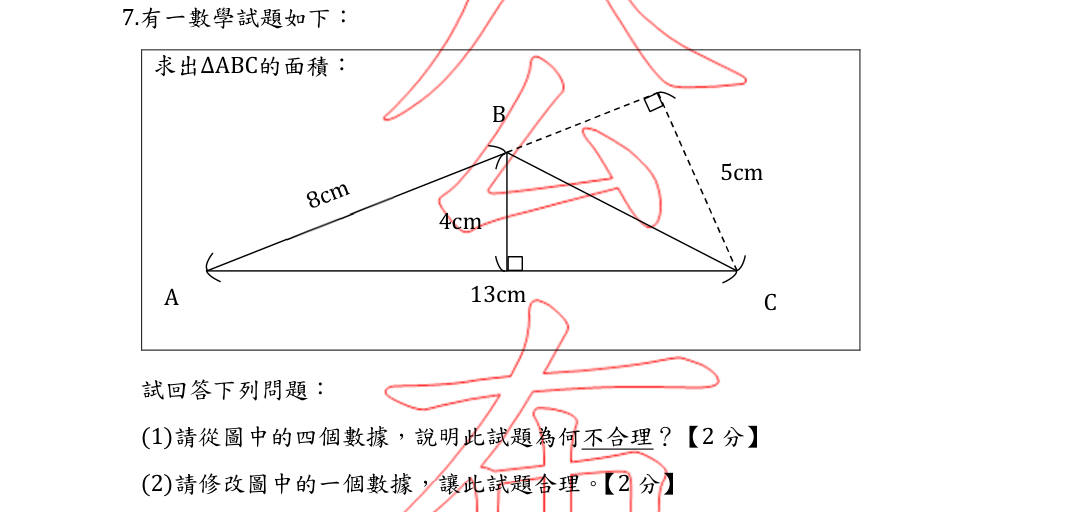 7.有一數學試題如下：
求出ΔABC的面積：
B
8cm
5cm
4cm
13cm
A
C
試回答下列問題：
(1)請從圖中的四個數據，說明此試題為何不合理？【2 分】
(2)請修改圖中的一個數據，讓此試題合理。【2 分】
公布